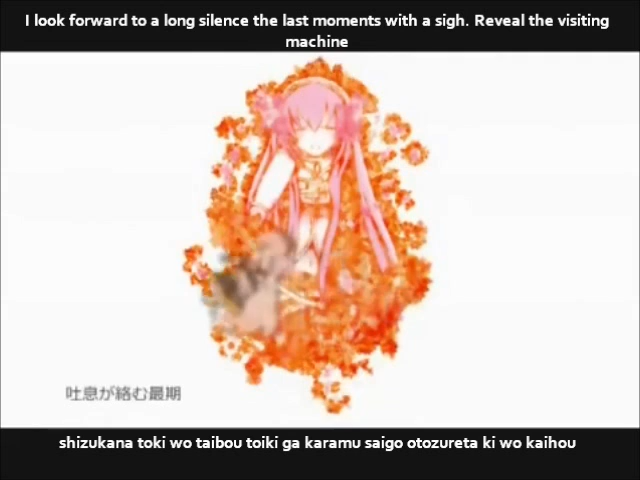 I look forward to a long silence the last moments with a sigh. Reveal the visiting
machine
吐息が絡む最期
shizukana toki wo taibou toiki ga karamu saigo otozureta ki wo kaihou